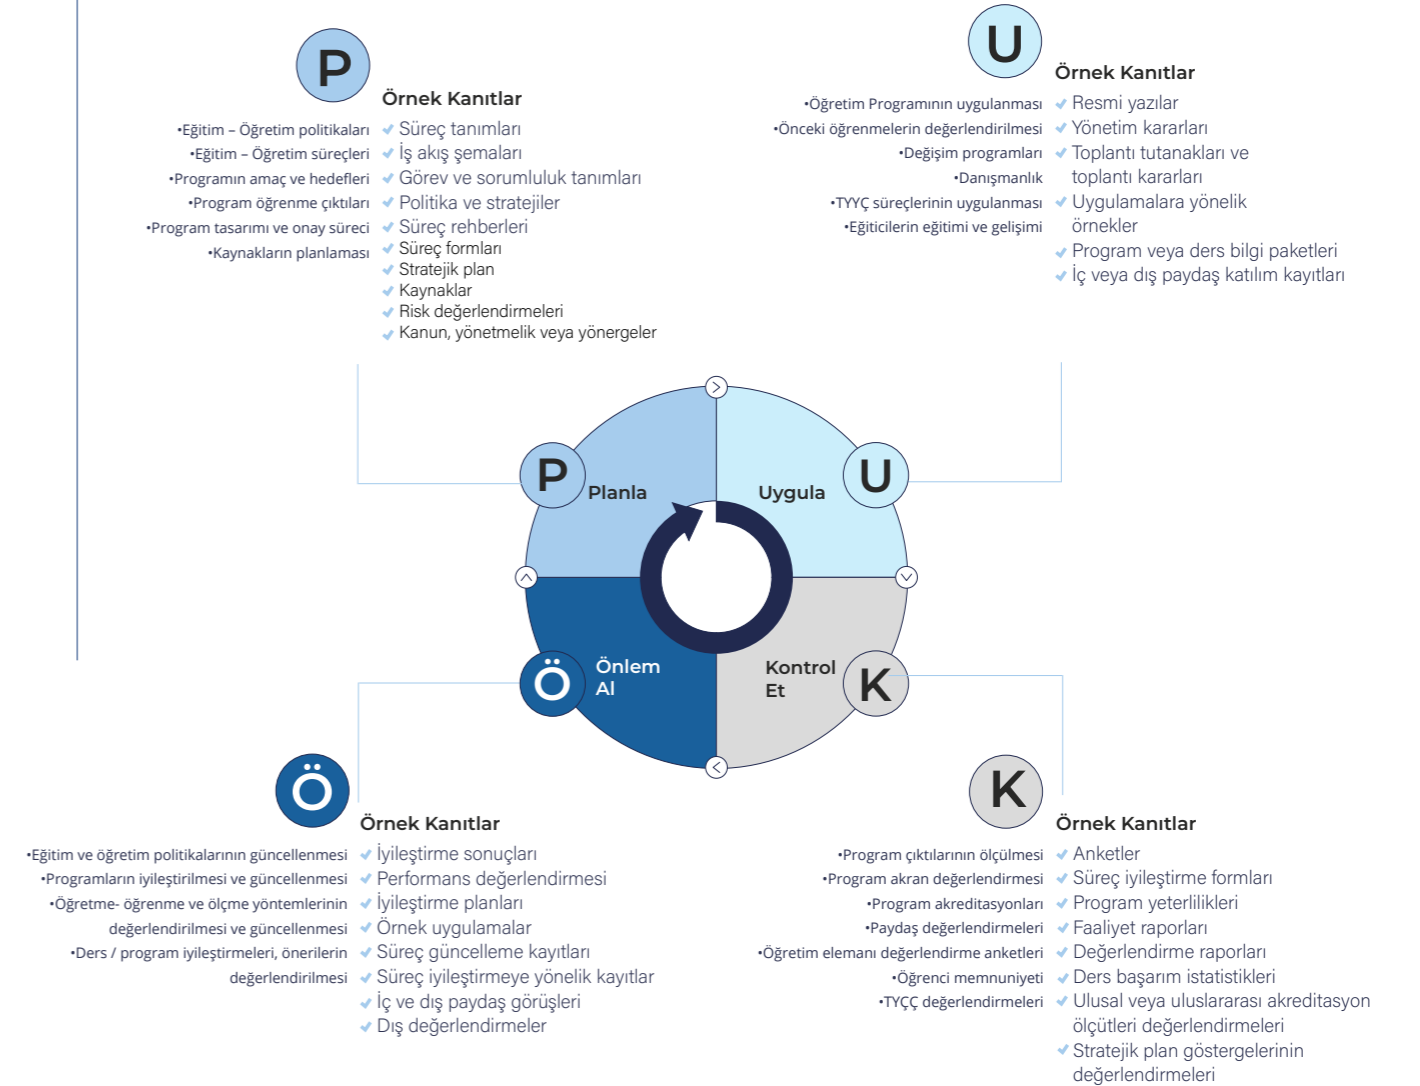 P
Örnek Kanıtlar
•Eğitim – Öğretim politikaları
•Eğitim – Öğretim süreçleri
•Programın amaç ve hedefleri
•Program öğrenme çıktıları
•Program tasarımı ve onay süreci
•Kaynakların planlaması
Süreç tanımları
İş akış şemaları
Görev ve sorumluluk tanımları
Politika ve stratejiler
Süreç rehberleri
Süreç formları
Stratejik plan
Kaynaklar
Risk değerlendirmeleri
Kanun, yönetmelik veya yönergeler
U
Örnek Kanıtlar
•Öğretim Programının uygulanması
•Önceki öğrenmelerin değerlendirilmesi
•Değişim programları
•Danışmanlık
•TYYÇ süreçlerinin uygulanması
•Eğiticilerin eğitimi ve gelişimi
Resmi yazılar
Yönetim kararları
Toplantı tutanakları ve
toplantı kararları
Uygulamalara yönelik
örnekler
Program veya ders bilgi paketleri
İç veya dış paydaş katılım kayıtları
P
Planla
Uygula
U
Ö
Önlem
Al
Kontrol
Et
K
Ö
Örnek Kanıtlar
•Eğitim ve öğretim politikalarının güncellenmesi
•Programların iyileştirilmesi ve güncellenmesi
•Öğretme- öğrenme ve ölçme yöntemlerinin
değerlendirilmesi ve güncellenmesi
•Ders / program iyileştirmeleri, önerilerin
değerlendirilmesi
İyileştirme sonuçları
Performans değerlendirmesi
İyileştirme planları
Örnek uygulamalar
Süreç güncelleme kayıtları
Süreç iyileştirmeye yönelik kayıtlar
İç ve dış paydaş görüşleri
Dış değerlendirmeler
K
Örnek Kanıtlar
•Program çıktılarının ölçülmesi
•Program akran değerlendirmesi
•Program akreditasyonları
•Paydaş değerlendirmeleri
•Öğretim elemanı değerlendirme anketleri
•Öğrenci memnuniyeti
•TYÇÇ değerlendirmeleri
Anketler
Süreç iyileştirme formları
Program yeterlilikleri
Faaliyet raporları
Değerlendirme raporları
Ders başarım istatistikleri
Ulusal veya uluslararası akreditasyon
ölçütleri değerlendirmeleri
Stratejik plan göstergelerinin
değerlendirmeleri